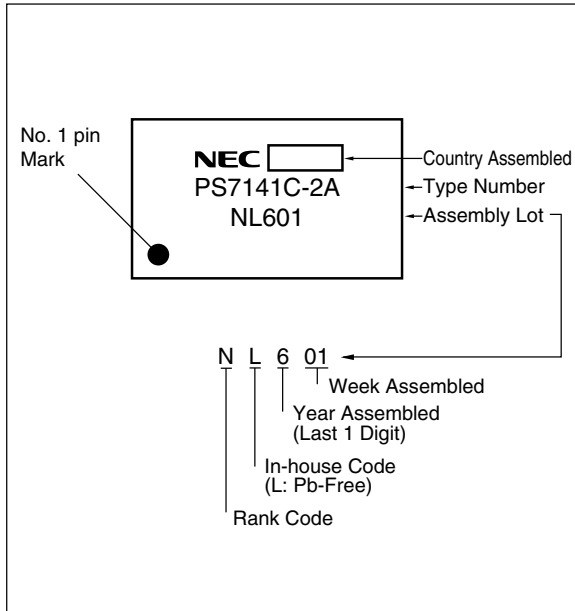 No. 1 pin
Mark
NEC
Country Assembled
PS7141C-2A
Type Number
NL601
Assembly Lot
N L 6 01
Week Assembled
Year Assembled
(Last 1 Digit)
In-house Code
(L: Pb-Free)
Rank Code